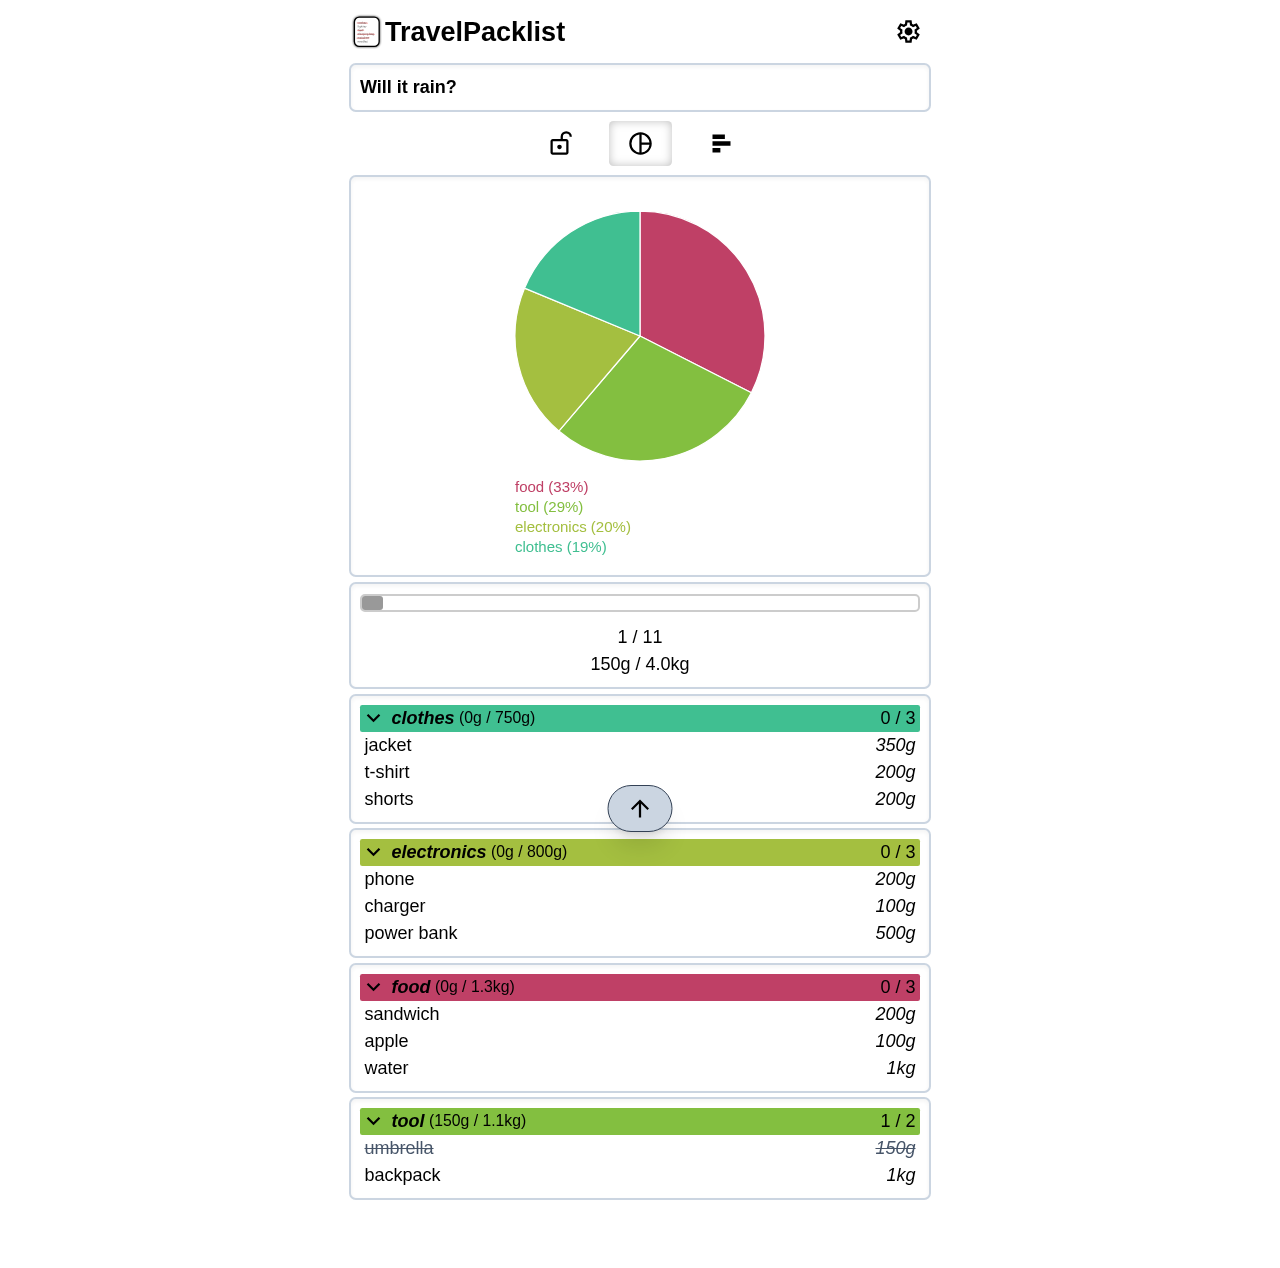 TravelPacklist
Will it rain?
food (33%)
tool (29%)
electronics (20%)
clothes (19%)
1 / 11
150g / 4.0kg
clothes (0g / 750g) 0 / 3
jacket 350g
t-shirt 200g
shorts 200g
electronics (0g / 800g) 0 / 3
phone 200g
charger 100g
power bank 500g
food (0g / 1.3kg) 0 / 3
sandwich 200g
apple 100g
water 1kg
tool (150g / 1.1kg) 1 / 2
umbrella 150g
backpack 1kg